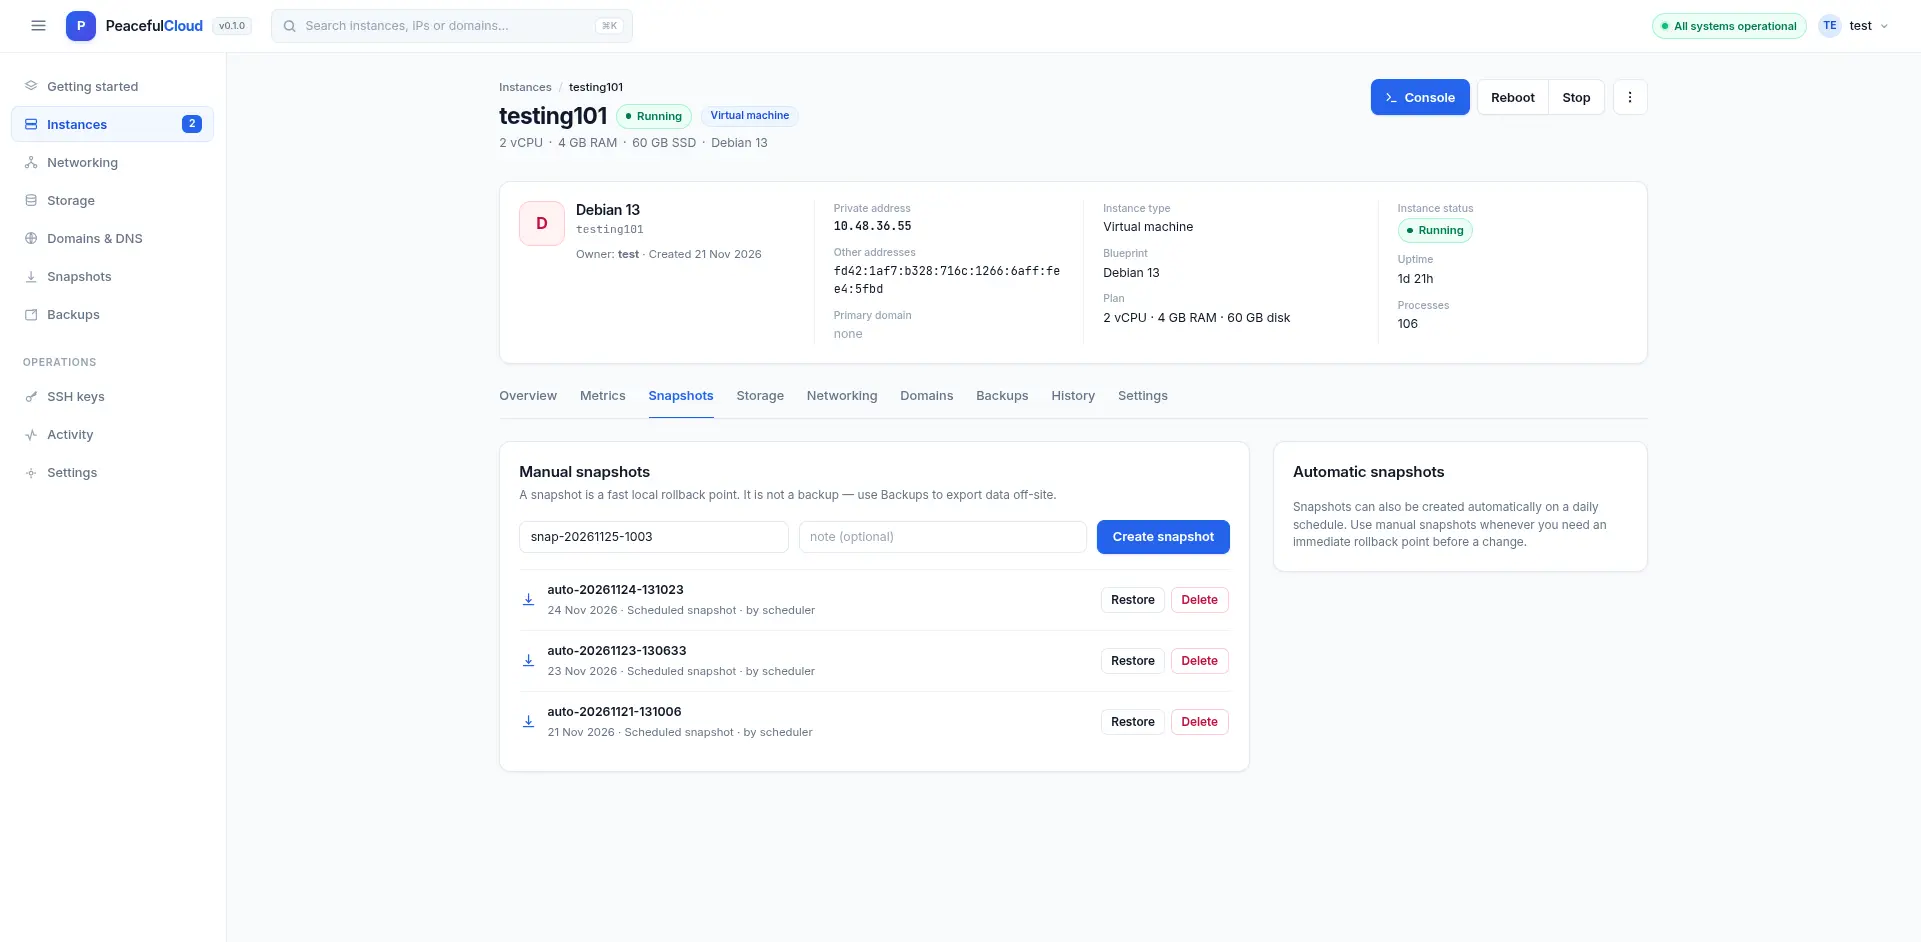 P PeacefulCloud v0.1.0
Search instances, IPs or domains... ⌘K
All systems operational
TE test
Getting started
Instances 2
Networking
Storage
Domains & DNS
Snapshots
Backups
OPERATIONS
SSH keys
Activity
Settings
Instances / testing101
testing101 Running Virtual machine
2 vCPU · 4 GB RAM · 60 GB SSD · Debian 13
Console Reboot Stop
D
Debian 13
testing101
Owner: test · Created 21 Nov 2026
Private address
10.48.36.55
Other addresses
fd42:1af7:b328:716c:1266:6aff:fe
e4:5fbd
Primary domain
none
Instance type
Virtual machine
Blueprint
Debian 13
Plan
2 vCPU · 4 GB RAM · 60 GB disk
Instance status
Running
Uptime
1d 21h
Processes
106
Overview Metrics Snapshots Storage Networking Domains Backups History Settings
Manual snapshots
A snapshot is a fast local rollback point. It is not a backup — use Backups to export data off-site.
snap-20261125-1003 note (optional) Create snapshot
auto-20261124-131023
24 Nov 2026 · Scheduled snapshot · by scheduler
Restore Delete
auto-20261123-130633
23 Nov 2026 · Scheduled snapshot · by scheduler
Restore Delete
auto-20261121-131006
21 Nov 2026 · Scheduled snapshot · by scheduler
Restore Delete
Automatic snapshots
Snapshots can also be created automatically on a daily
schedule. Use manual snapshots whenever you need an
immediate rollback point before a change.